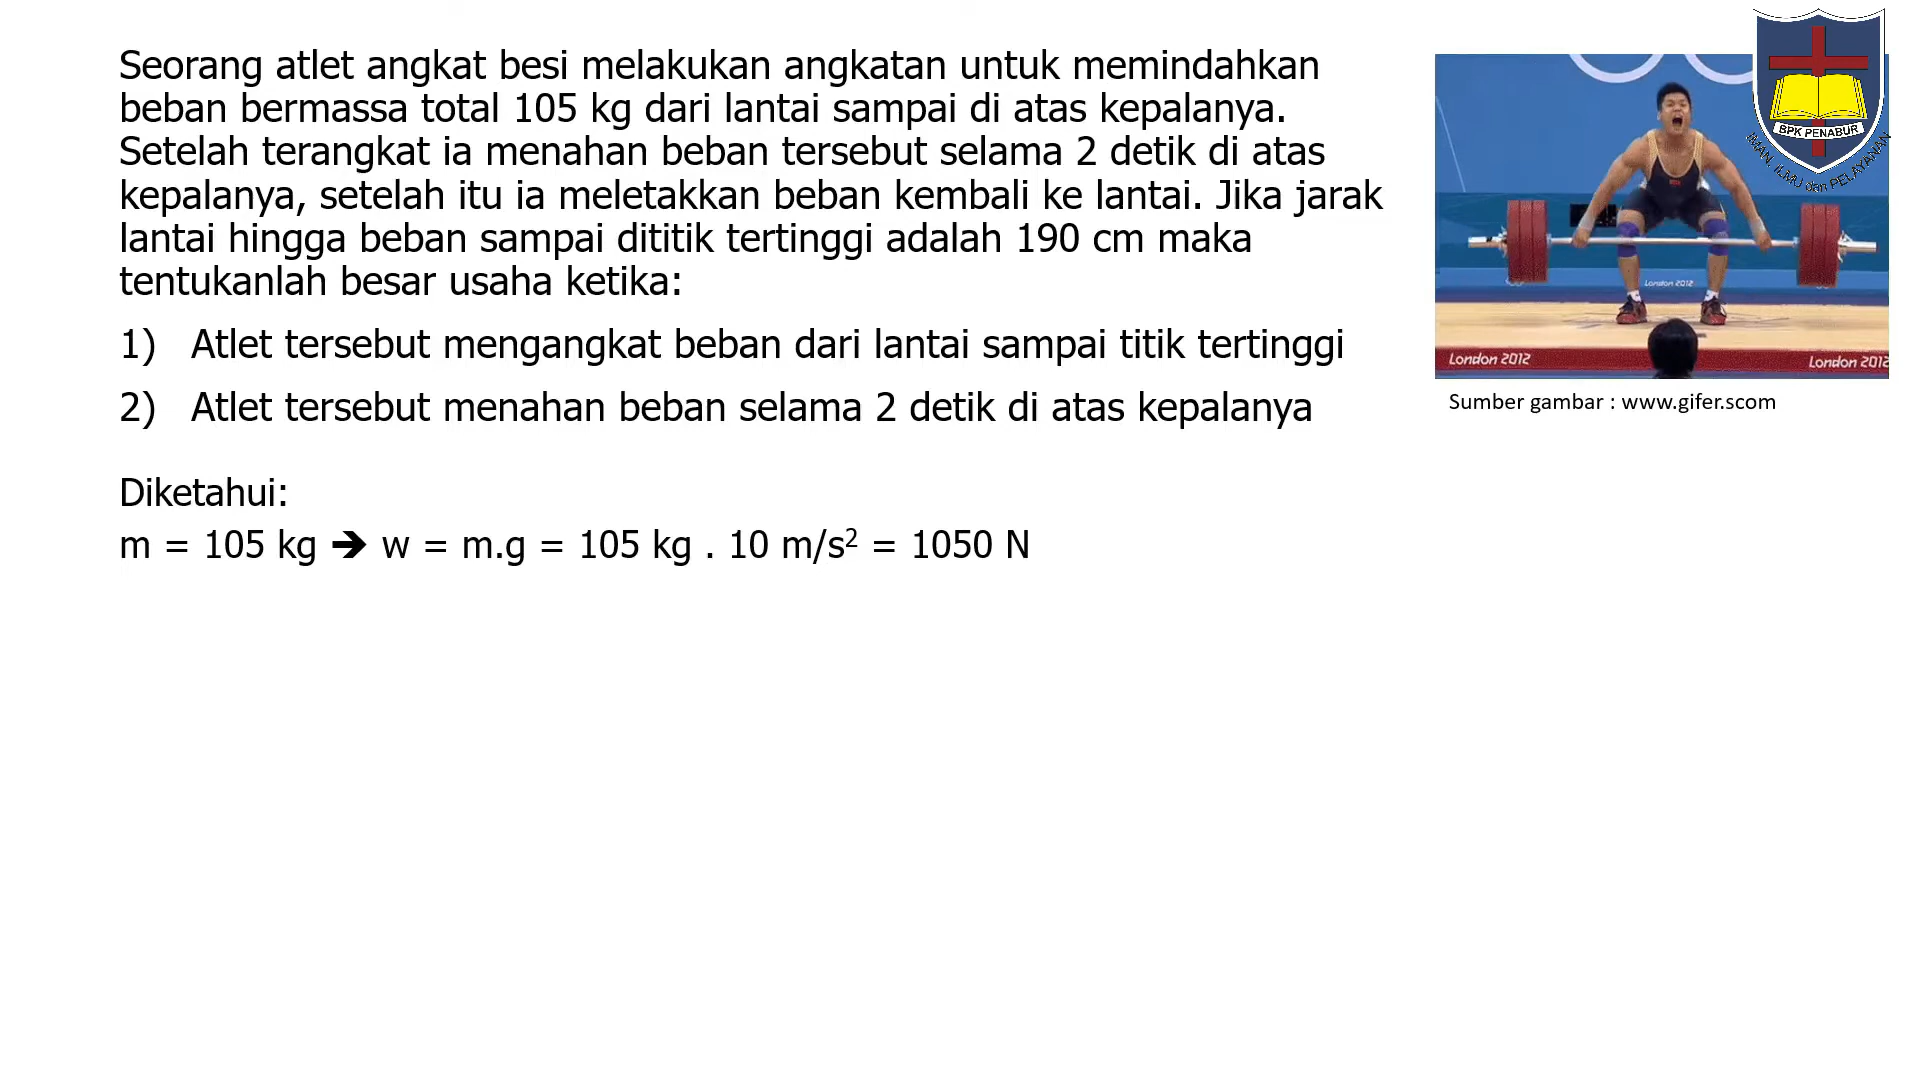 Seorang atlet angkat besi melakukan angkatan untuk memindahkan
beban bermassa total 105 kg dari lantai sampai di atas kepalanya.
Setelah terangkat ia menahan beban tersebut selama 2 detik di atas
kepalanya, setelah itu ia meletakkan beban kembali ke lantai. Jika jarak
lantai hingga beban sampai dititik tertinggi adalah 190 cm maka
tentukanlah besar usaha ketika:
1) Atlet tersebut mengangkat beban dari lantai sampai titik tertinggi
2) Atlet tersebut menahan beban selama 2 detik di atas kepalanya
Diketahui:
m = 105 kg ➔ w = m.g = 105 kg . 10 m/s² = 1050 N
BPK PENABUR
IMAN, ILMU dan PELAYANAN
London 2012
London 2012
London 2012
Sumber gambar : www.gifer.scom